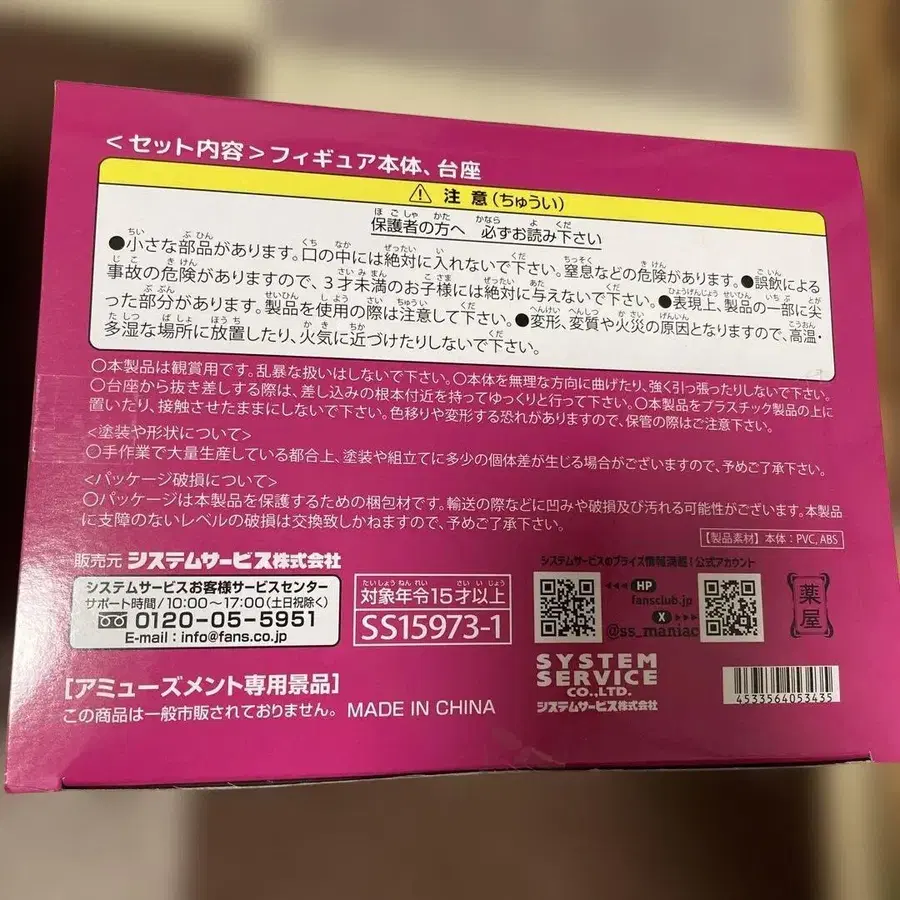 <セット内容>フィギュア本体、台座
⚠ 注意(ちゅうい)
保護者の方へ 必ずお読み下さい
●小さな部品があります。口の中には絶対に入れないで下さい。窒息などの危険があります。●誤飲による
事故の危険がありますので、3才未満のお子様には絶対に与えないで下さい。●表現上、製品の一部に尖
った部分があります。製品を使用の際は注意して下さい。●変形、変質や火災の原因となりますので、高温・
多湿な場所に放置したり、火気に近づけたりしないで下さい。
○本製品は観賞用です。乱暴な扱いはしないで下さい。○本体を無理な方向に曲げたり、強く引っ張ったりしないで下さい。
○台座から抜き差しする際は、差し込みの根本付近を持ってゆっくりと行って下さい。○本製品をプラスチック製品の上に
置いたり、接触させたままにしないで下さい。色移りや変形する恐れがありますので、保管の際はご注意下さい。
<塗装や形状について>
○手作業で大量生産している都合上、塗装や組立てに多少の個体差が生じる場合がございますので、予めご了承下さい。
<パッケージ破損について>
○パッケージは本製品を保護するための梱包材です。輸送の際などに凹みや破損及び汚れる可能性がございます。本製品
に支障のないレベルの破損は交換致しかねますので、予めご了承下さい。
【製品素材】本体:PVC,ABS
販売元 システムサービス株式会社
システムサービスお客様サービスセンター
サポート時間/10:00~17:00(土日祝除く)
0120-05-5951
E-mail:info@fans.co.jp
たいしょうねんれい さい いじょう
対象年令15才以上
SS15973-1
システムサービスのプライズ情報満載!公式アカウント
HP
fansclub.jp
X
@ss_maniac
薬屋
SYSTEM
SERVICE
CO.,LTD.
システムサービス株式会社
4533564053435
[アミューズメント専用景品]
この商品は一般市販されておりません。 MADE IN CHINA